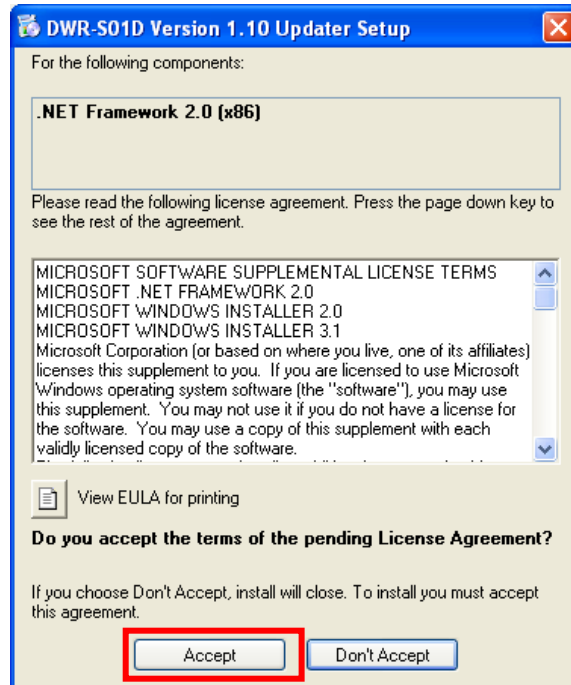 DWR-S01D Version 1.10 Updater Setup
For the following components:
.NET Framework 2.0 (x86)
Please read the following license agreement. Press the page down key to
see the rest of the agreement.
MICROSOFT SOFTWARE SUPPLEMENTAL LICENSE TERMS
MICROSOFT .NET FRAMEWORK 2.0
MICROSOFT WINDOWS INSTALLER 2.0
MICROSOFT WINDOWS INSTALLER 3.1
Microsoft Corporation (or based on where you live, one of its affiliates)
licenses this supplement to you.  If you are licensed to use Microsoft
Windows operating system software (the "software"), you may use
this supplement.  You may not use it if you do not have a license for
the software.  You may use a copy of this supplement with each
validly licensed copy of the software.
View EULA for printing
Do you accept the terms of the pending License Agreement?
If you choose Don't Accept, install will close. To install you must accept
this agreement.
Accept
Don't Accept